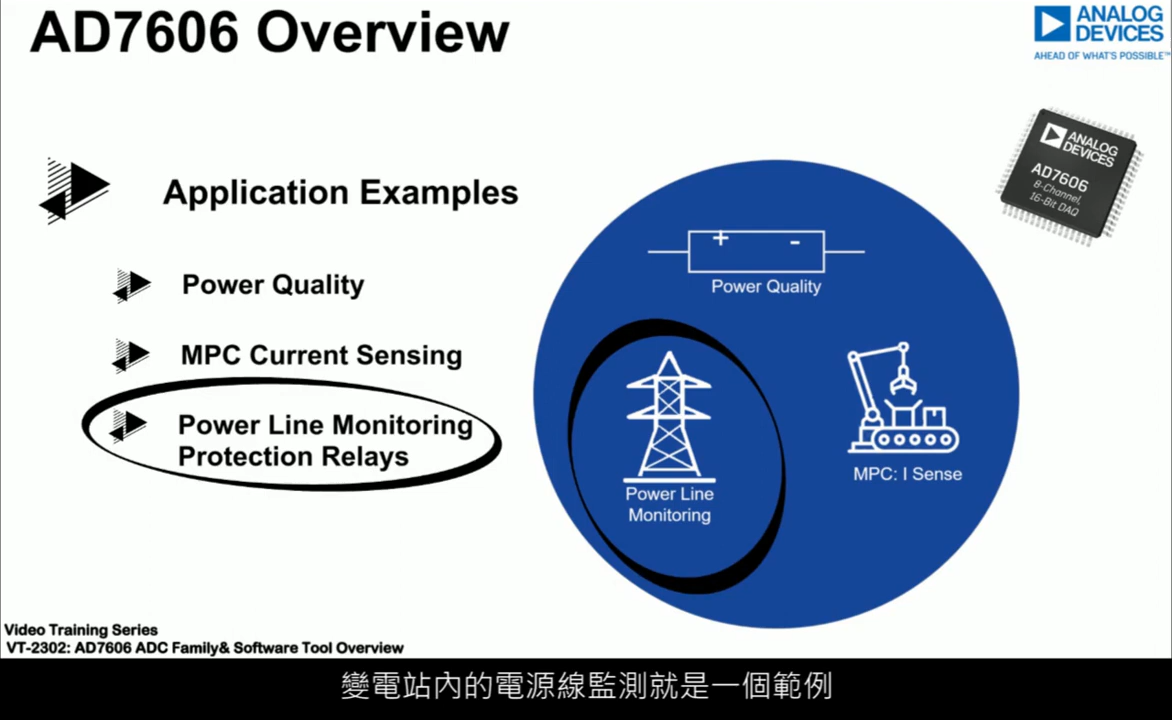 AD7606 Overview
ANALOG
DEVICES
AHEAD OF WHAT'S POSSIBLE™
ANALOG
DEVICES
AD7606
8-Channel,
16-Bit DAQ
Application Examples
Power Quality
MPC Current Sensing
Power Line Monitoring
Protection Relays
+ -
Power Quality
Power Line
Monitoring
MPC: I Sense
Video Training Series
VT-2302: AD7606 ADC Family& Software Tool Overview
變電站內的電源線監測就是一個範例